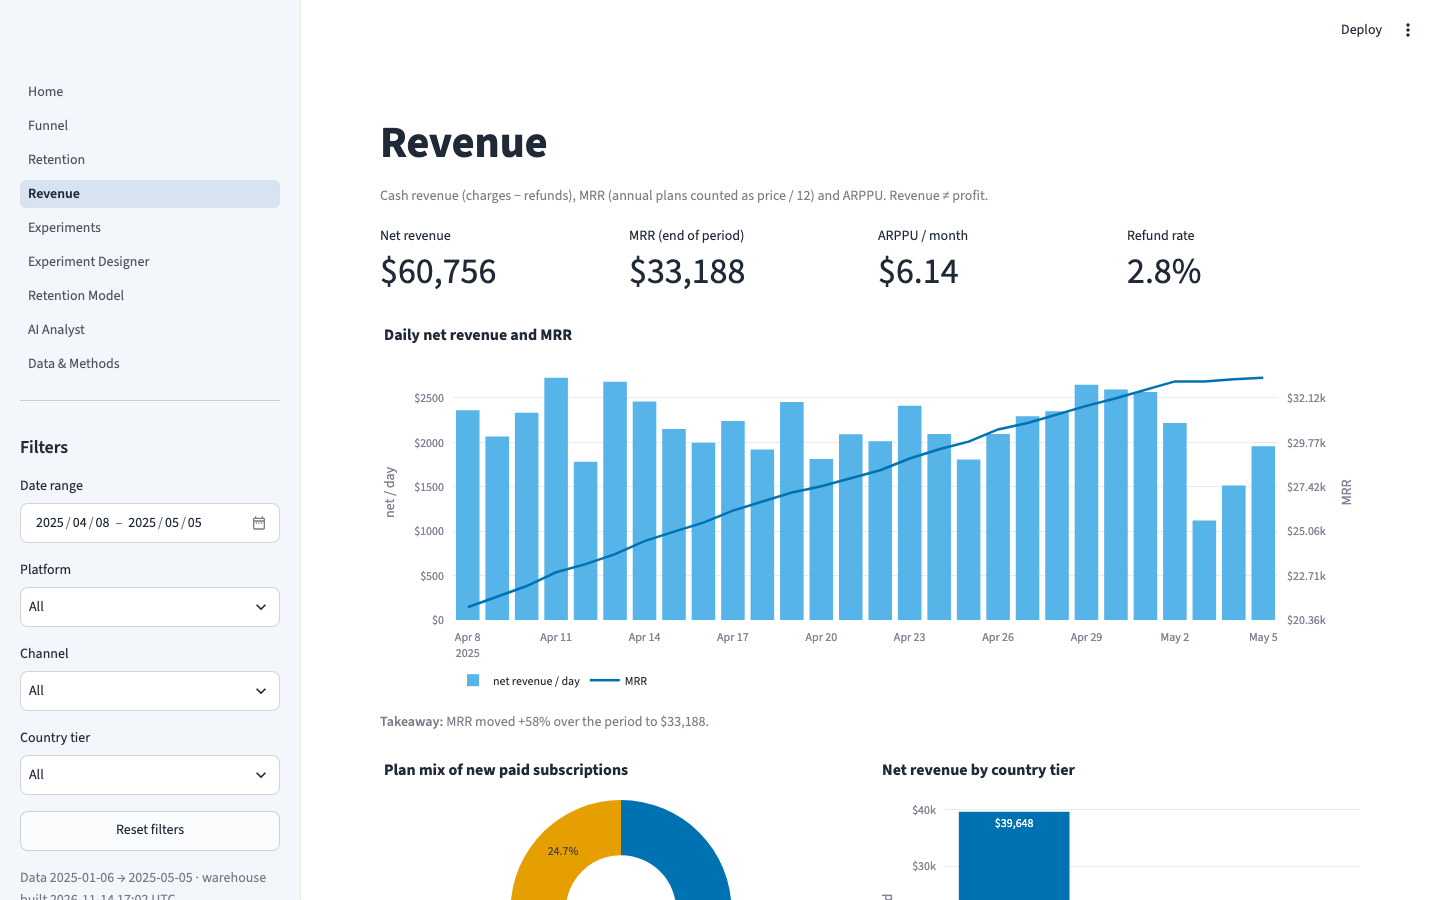 Deploy
Home
Funnel
Retention
Revenue
Experiments
Experiment Designer
Retention Model
AI Analyst
Data & Methods
Filters
Date range
2025 / 04 / 08 – 2025 / 05 / 05
Platform
All
Channel
All
Country tier
All
Reset filters
Data 2025-01-06 → 2025-05-05 · warehouse
built 2026-11-14 17:02 UTC
Revenue
Cash revenue (charges − refunds), MRR (annual plans counted as price / 12) and ARPPU. Revenue ≠ profit.
Net revenue
$60,756
MRR (end of period)
$33,188
ARPPU / month
$6.14
Refund rate
2.8%
Daily net revenue and MRR
net / day
$2500
$2000
$1500
$1000
$500
$0
$32.12k
$29.77k
$27.42k
$25.06k
$22.71k
$20.36k
MRR
Apr 8 Apr 11 Apr 14 Apr 17 Apr 20 Apr 23 Apr 26 Apr 29 May 2 May 5
2025
net revenue / day MRR
Takeaway: MRR moved +58% over the period to $33,188.
Plan mix of new paid subscriptions
24.7%
Net revenue by country tier
$40k
$30k
$39,648